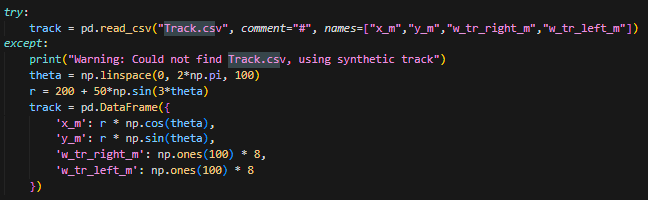 try:
    track = pd.read_csv("Track.csv", comment="#", names=["x_m","y_m","w_tr_right_m","w_tr_left_m"])
except:
    print("Warning: Could not find Track.csv, using synthetic track")
    theta = np.linspace(0, 2*np.pi, 100)
    r = 200 + 50*np.sin(3*theta)
    track = pd.DataFrame({
        'x_m': r * np.cos(theta),
        'y_m': r * np.sin(theta),
        'w_tr_right_m': np.ones(100) * 8,
        'w_tr_left_m': np.ones(100) * 8
    })